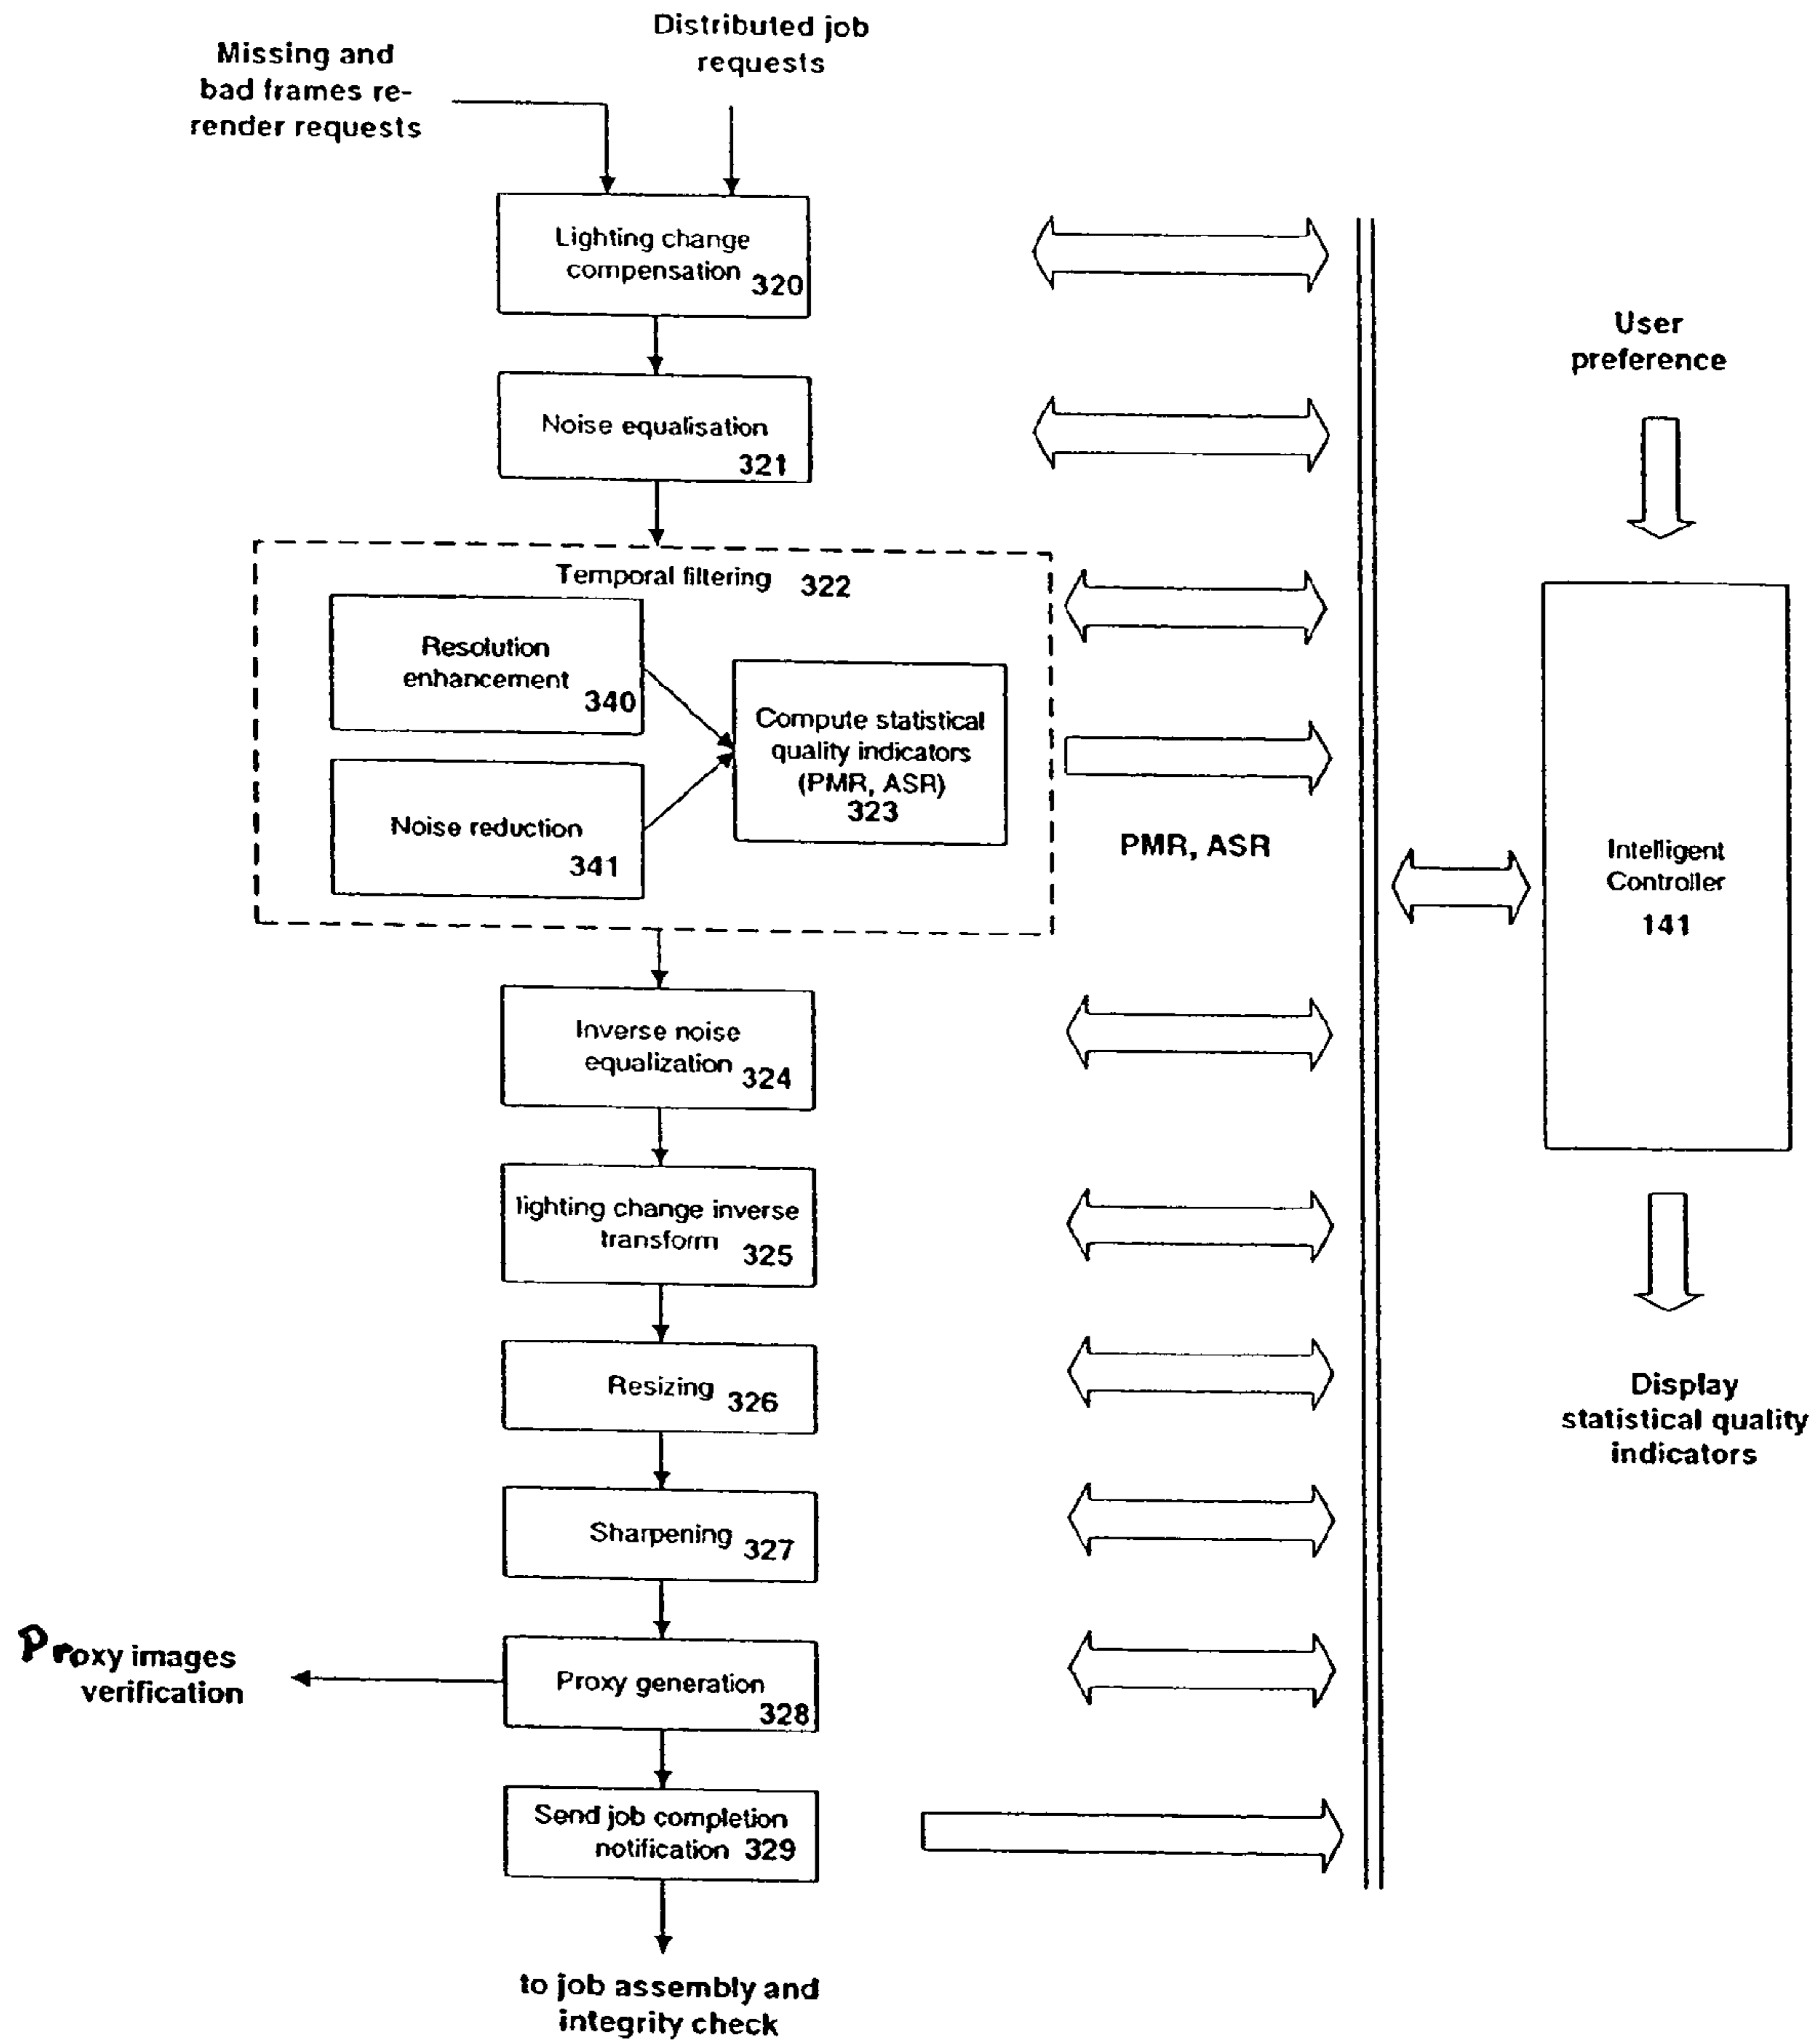 Distributed job
requests
Missing and
bad frames re-
render requests
Lighting change
compensation 320
Noise equalisation
321
Temporal filtering 322
Resolution
enhancement
340
Noise reduction
341
Compute statistical
quality indicators
(PMR, ASR)
323
PMR, ASR
User
preference
Intelligent
Controller
141
Display
statistical quality
indicators
Inverse noise
equalization 324
lighting change inverse
transform 325
Resizing 326
Sharpening 327
Proxy generation
328
Proxy images
verification
Send job completion
notification 329
to job assembly and
integrity check